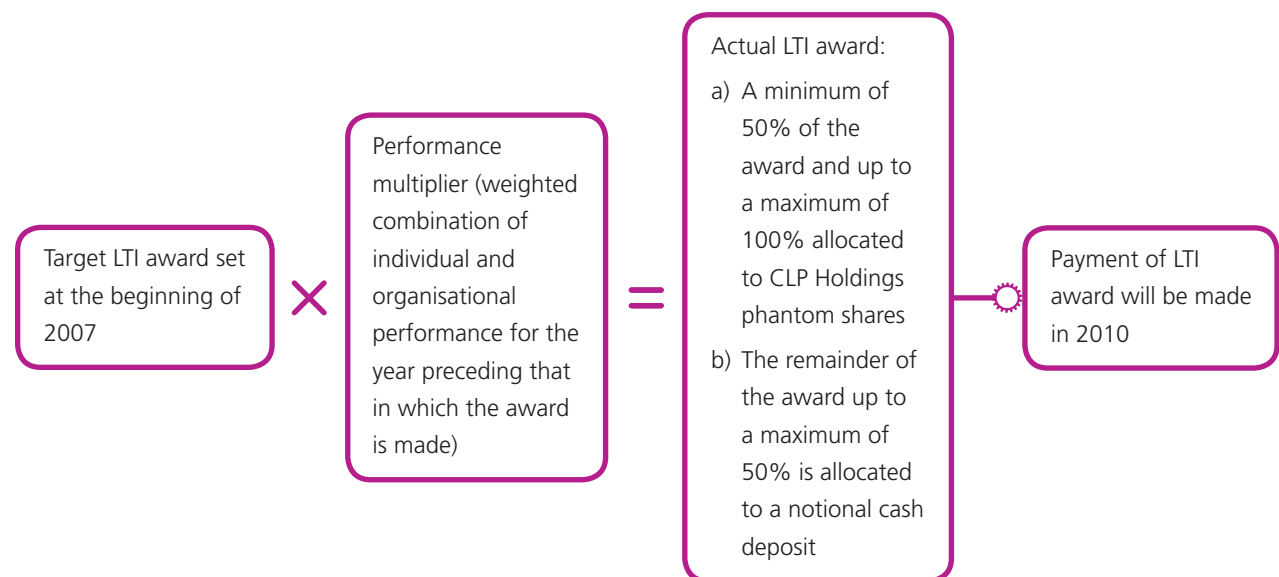 Target LTI award set
at the beginning of
2007
×
Performance
multiplier (weighted
combination of
individual and
organisational
performance for the
year preceding that
in which the award
is made)
=
Actual LTI award:
a) A minimum of
50% of the
award and up to
a maximum of
100% allocated
to CLP Holdings
phantom shares
b) The remainder of
the award up to
a maximum of
50% is allocated
to a notional cash
deposit
Payment of LTI
award will be made
in 2010